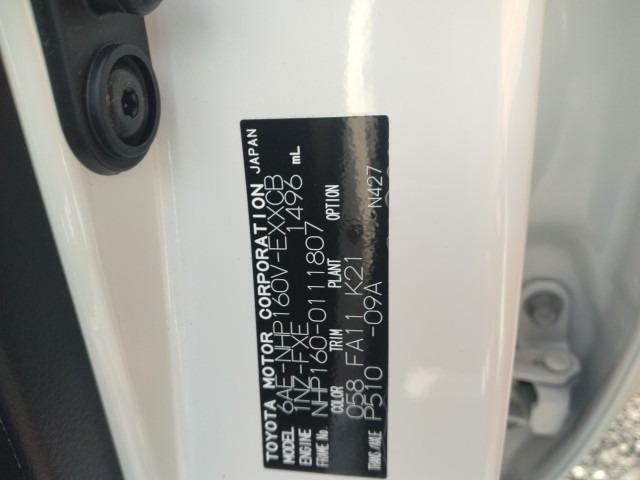 TOYOTA MOTOR CORPORATION JAPAN
MODEL 6AE-NHP160V-EXXCB
ENGINE 1NZ-FXE 1496 mL
FRAME No. NHP160-0111807
COLOR TRIM PLANT OPTION
058 FA11 K21 N427
TRANS./AXLE P510 -09A